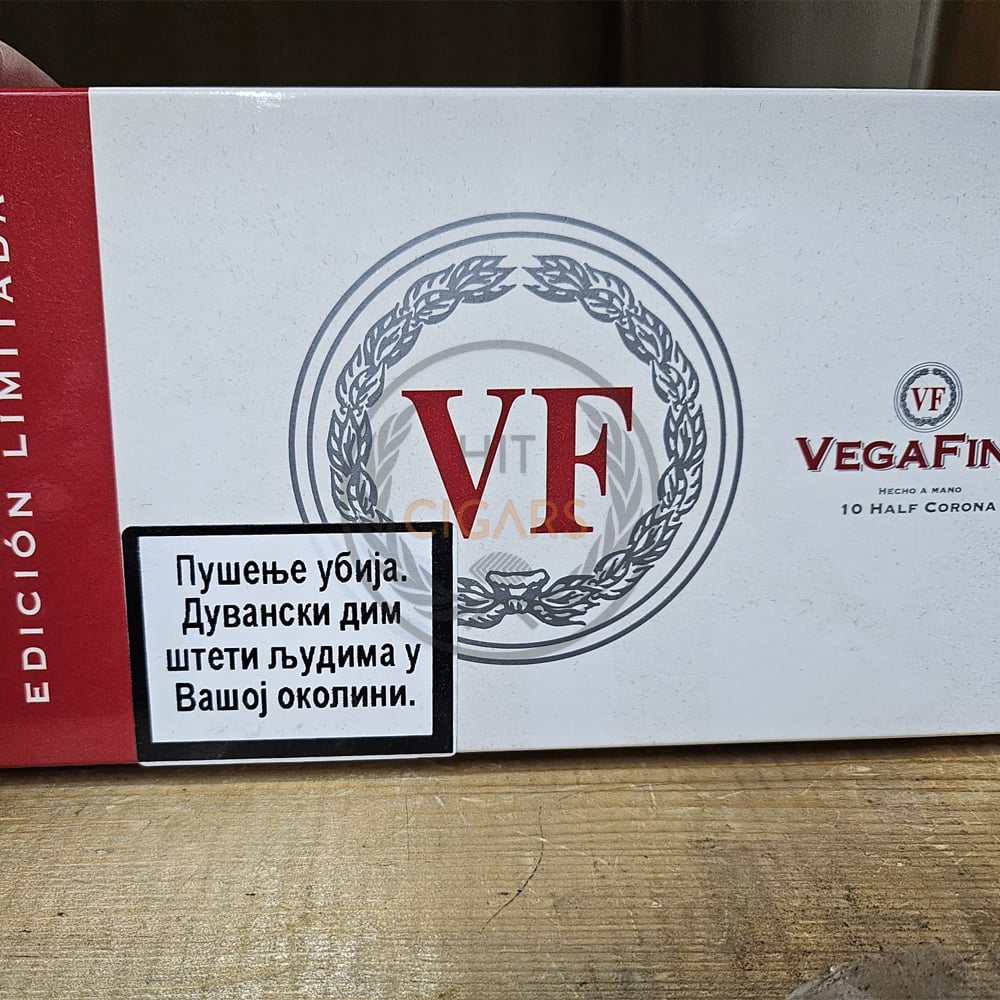 EDICIÓN LIMITADA
VF
HIT
CIGARS
VF
VEGAFIN
HECHO A MANO
10 HALF CORONA
Пушење убија.
Дувански дим
штети људима у
Вашој околини.